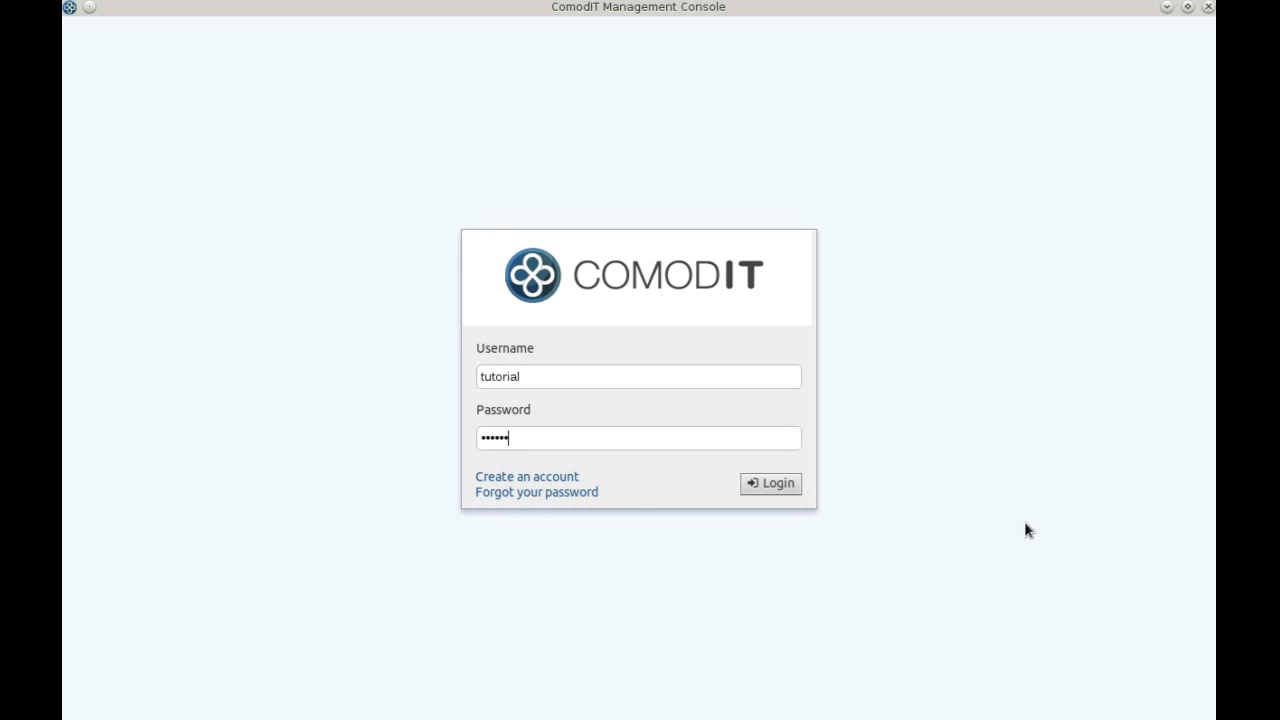 ComodIT Management Console
COMODIT
Username
tutorial
Password
••••••
Create an account
Forgot your password
Login